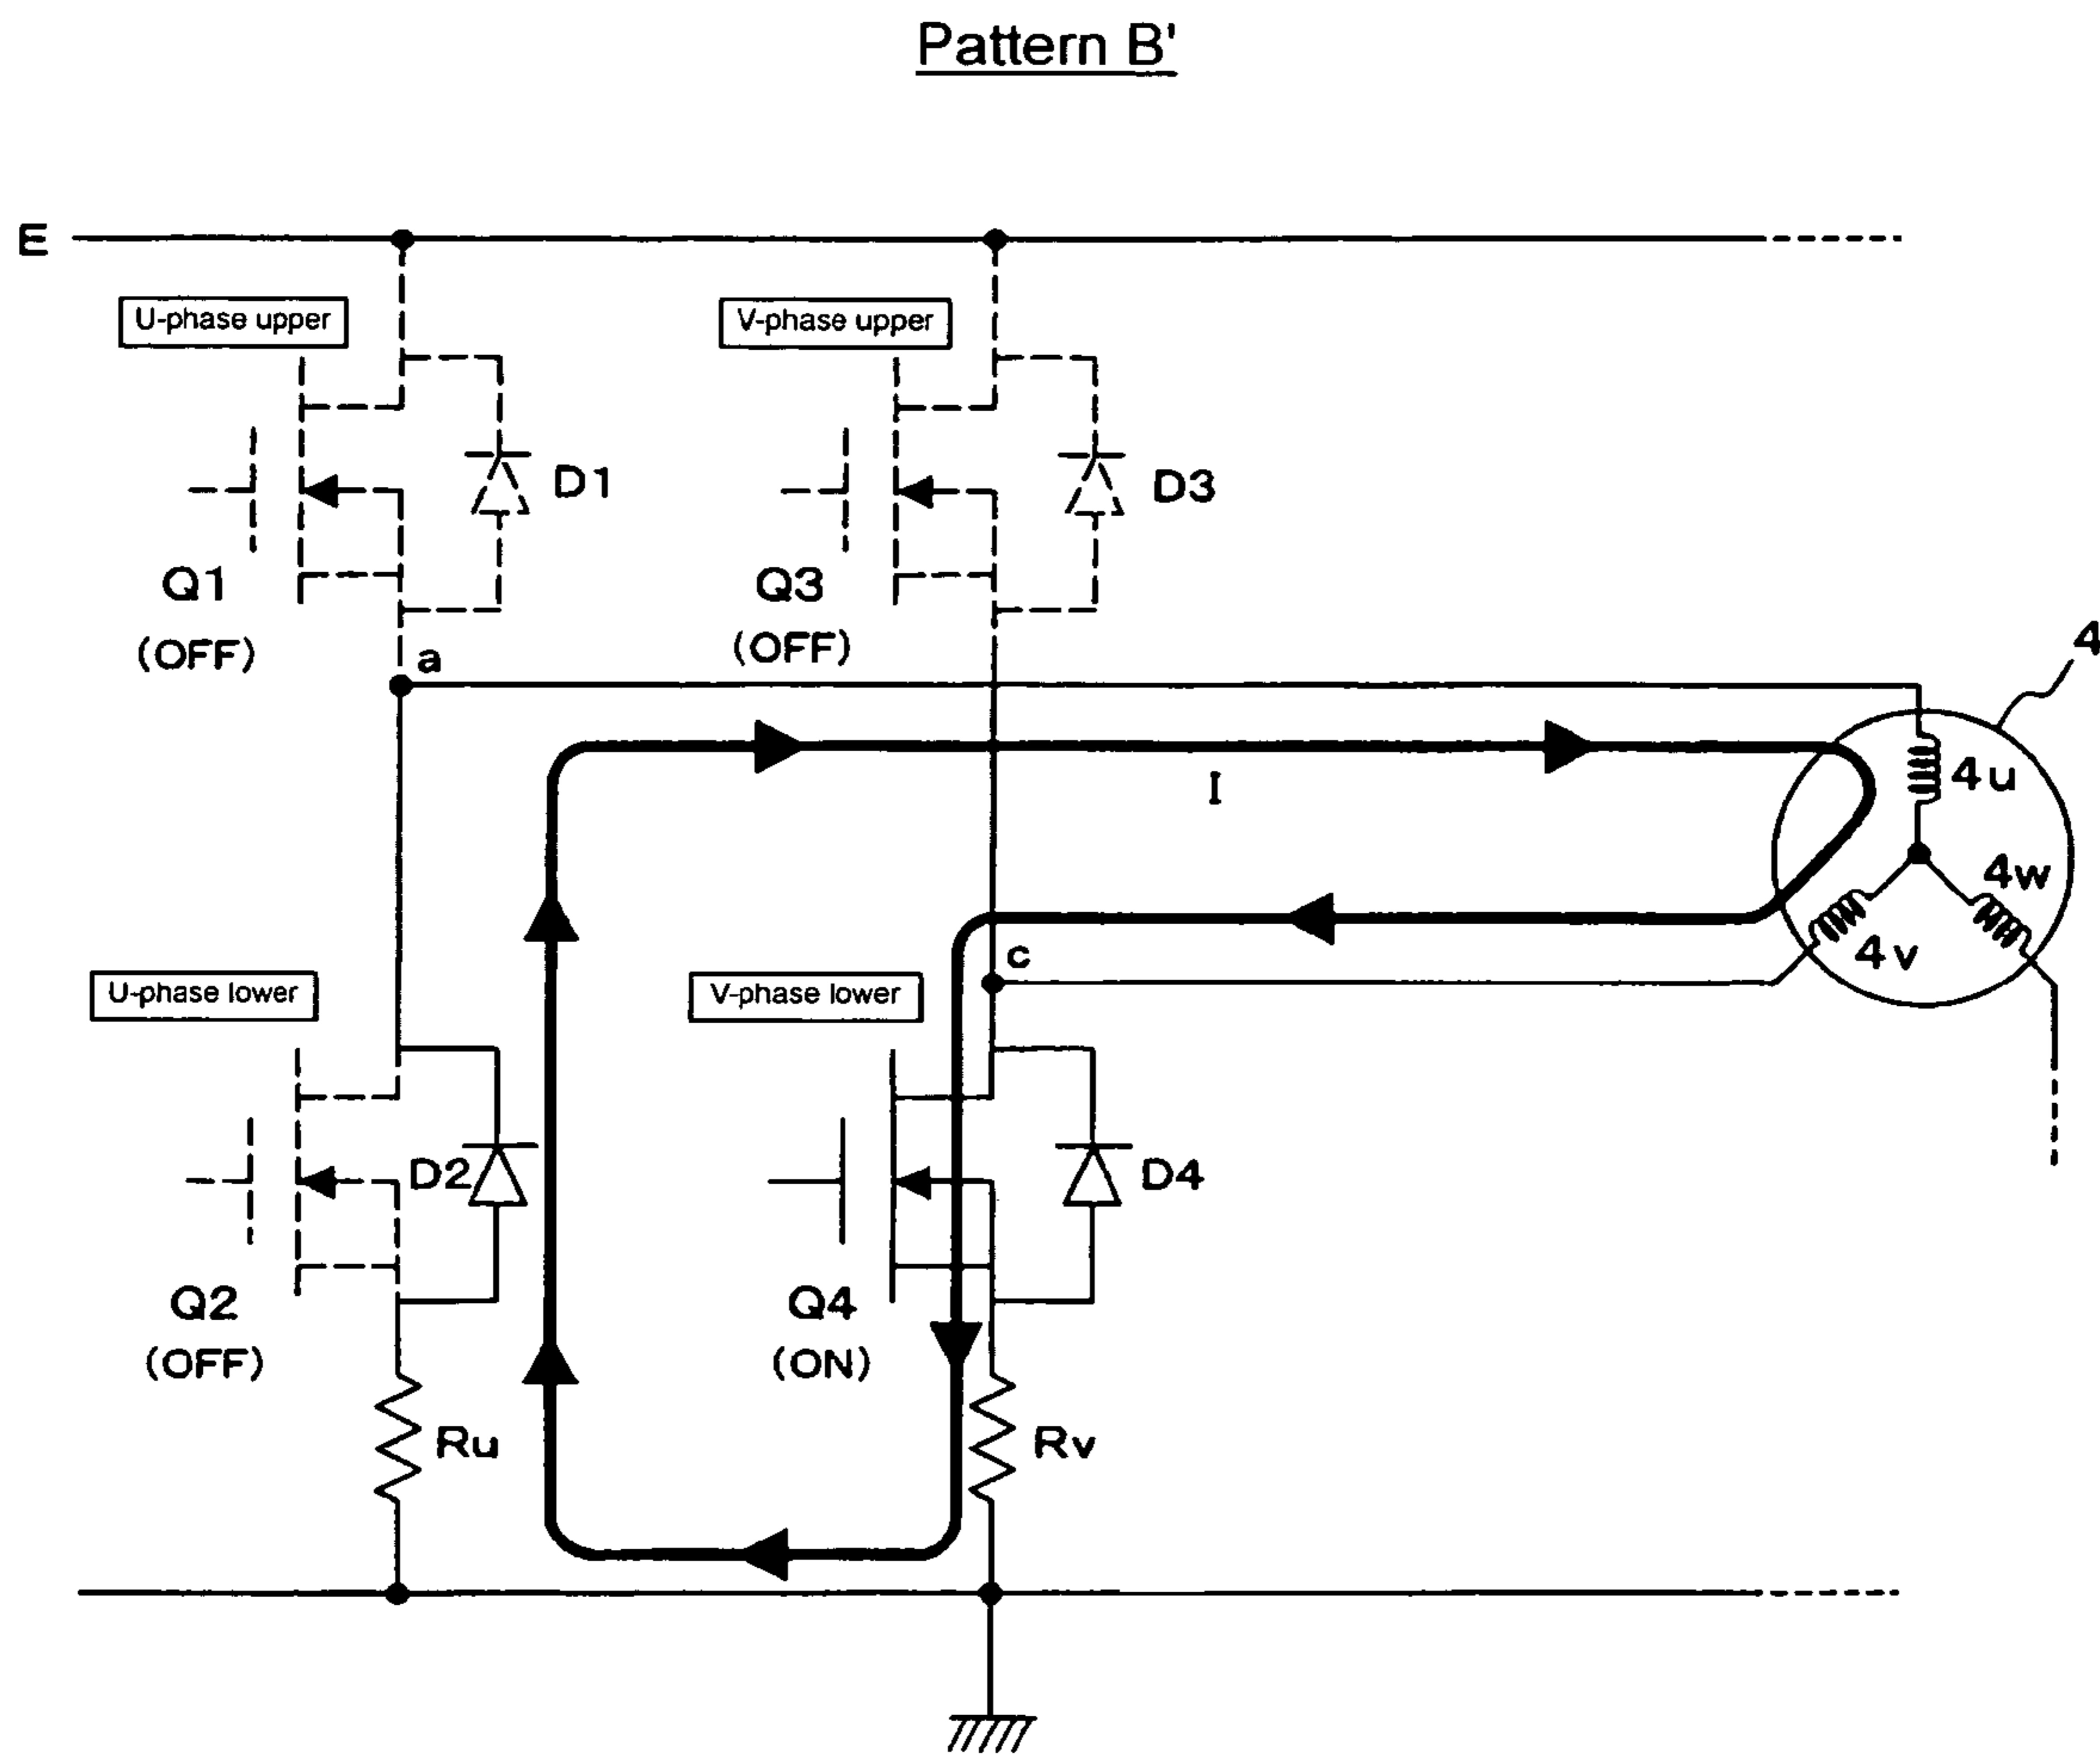 Pattern B'
E
U-phase upper
V-phase upper
D1
D3
Q1
(OFF)
Q3
(OFF)
a
4
I
4u
4w
4v
c
U-phase lower
V-phase lower
D2
D4
Q2
(OFF)
Q4
(ON)
Ru
Rv